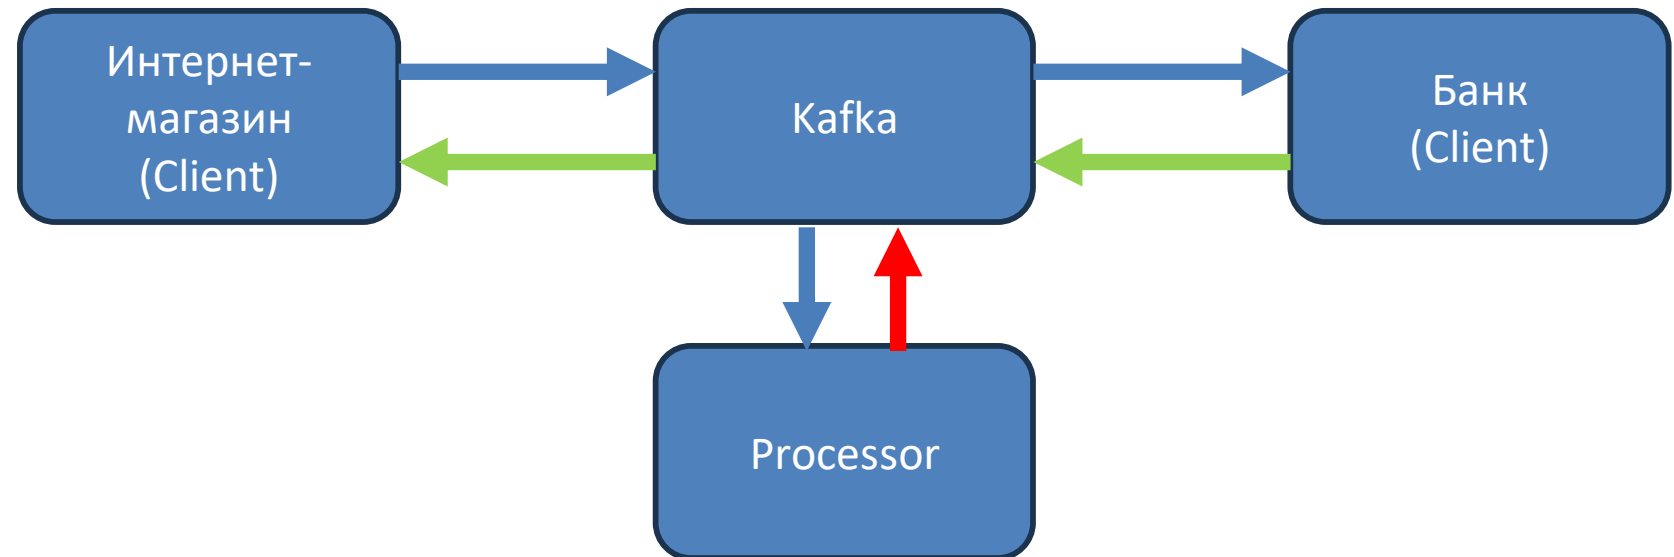 Интернет-
магазин
(Client)
Kafka
Банк
(Client)
Processor